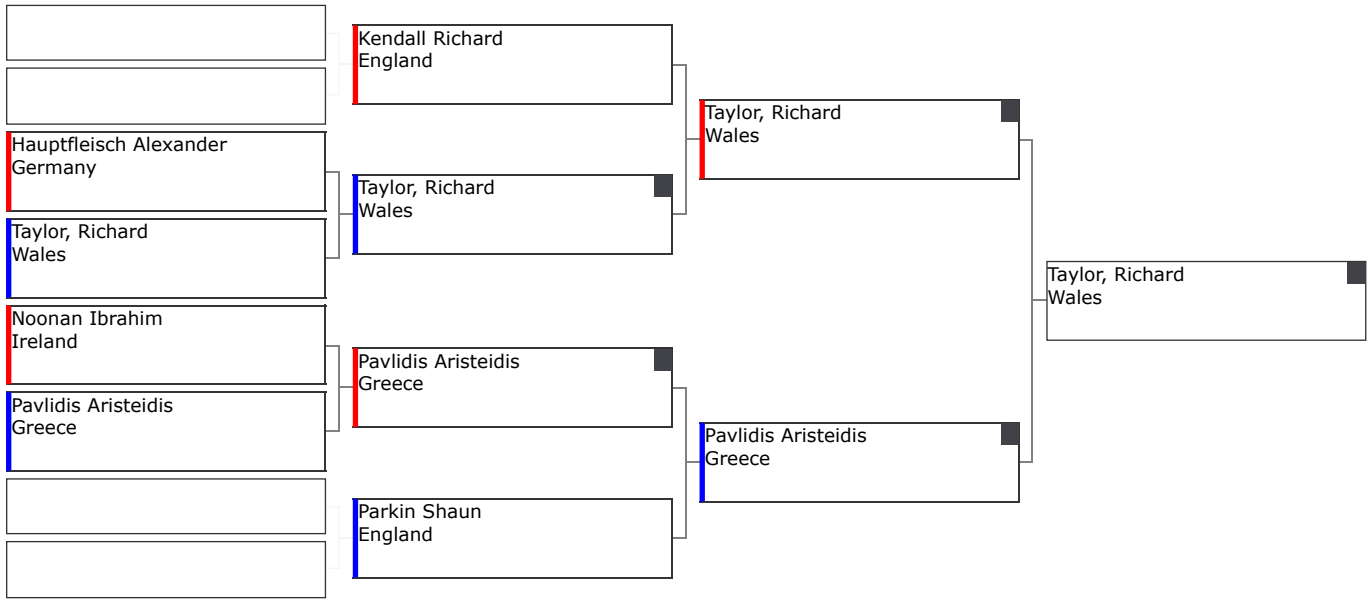 Kendall Richard
England
Hauptfleisch Alexander
Germany
Taylor, Richard
Wales
Noonan Ibrahim
Ireland
Pavlidis Aristeidis
Greece
Taylor, Richard
Wales
Pavlidis Aristeidis
Greece
Parkin Shaun
England
Taylor, Richard
Wales
Pavlidis Aristeidis
Greece
Taylor, Richard
Wales